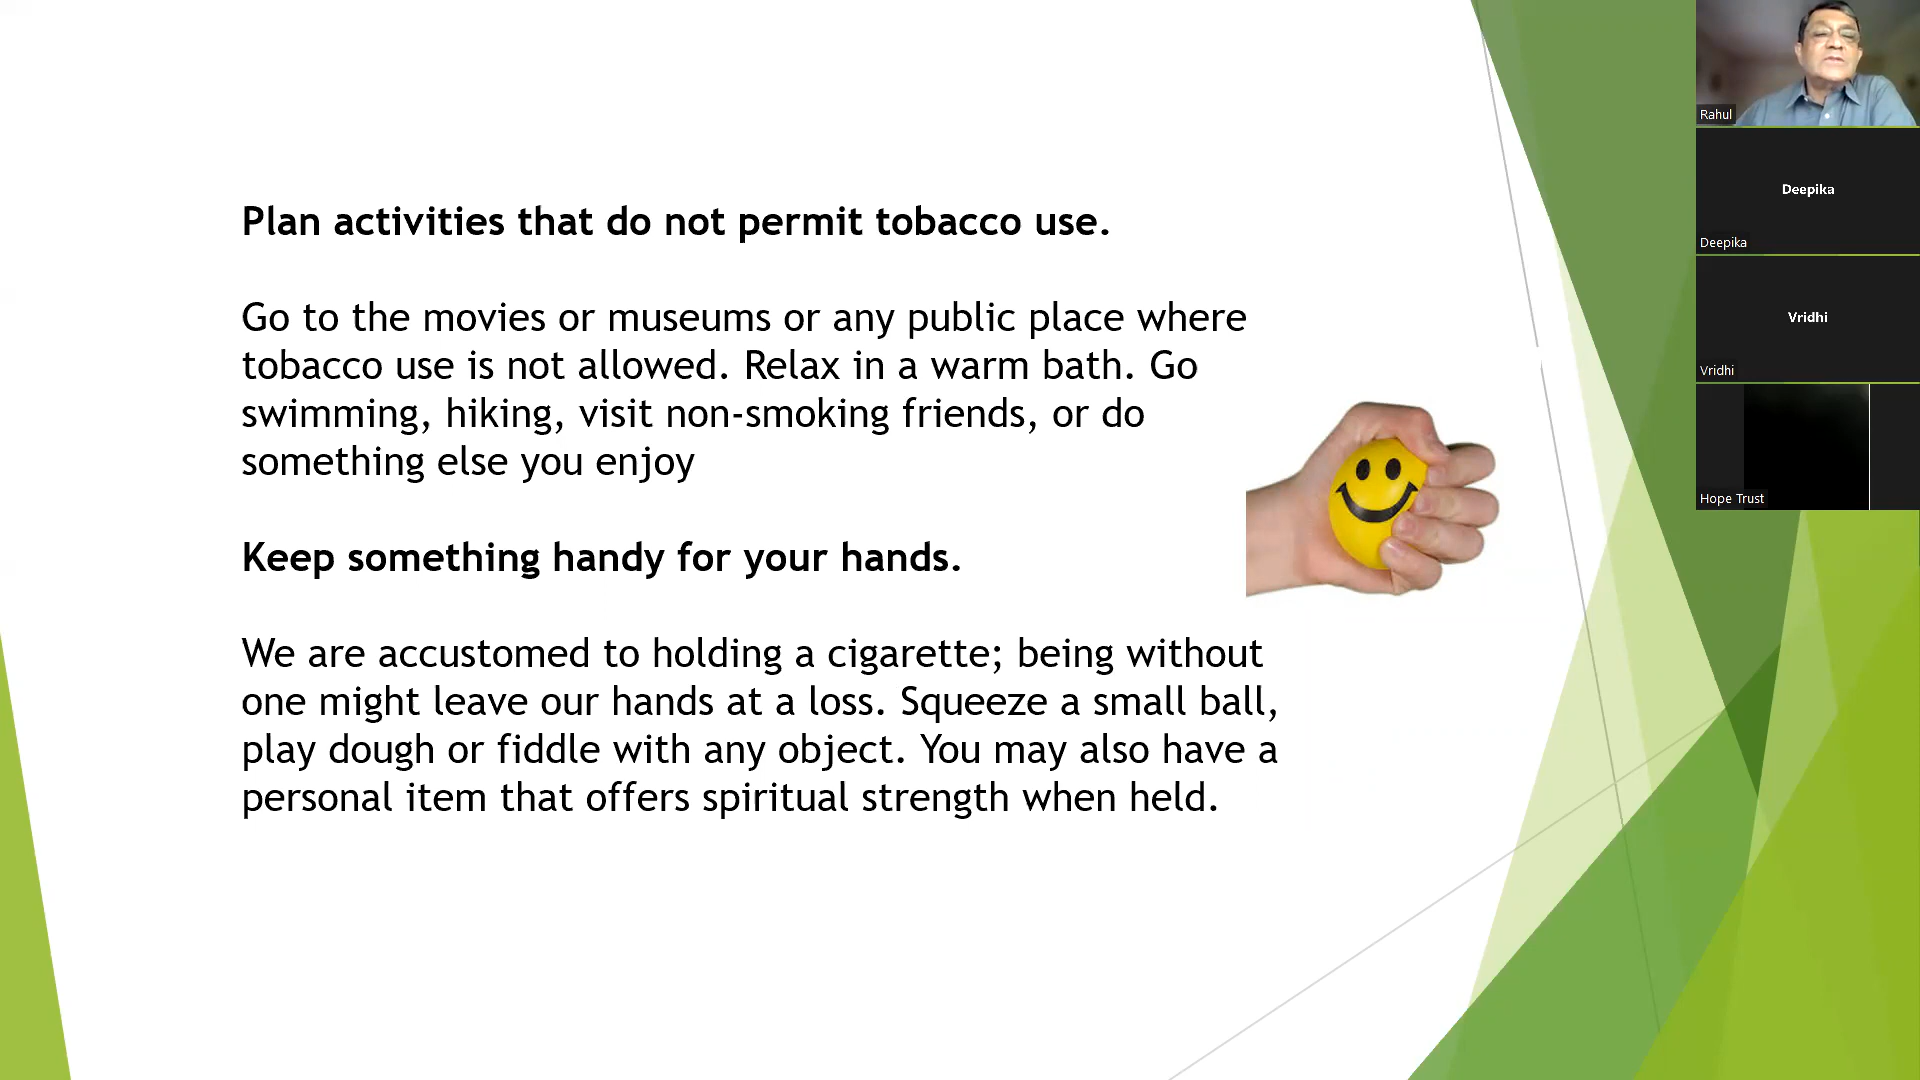 Plan activities that do not permit tobacco use.
Go to the movies or museums or any public place where
tobacco use is not allowed. Relax in a warm bath. Go
swimming, hiking, visit non-smoking friends, or do
something else you enjoy
Keep something handy for your hands.
We are accustomed to holding a cigarette; being without
one might leave our hands at a loss. Squeeze a small ball,
play dough or fiddle with any object. You may also have a
personal item that offers spiritual strength when held.
Rahul
Deepika
Deepika
Vridhi
Vridhi
Hope Trust